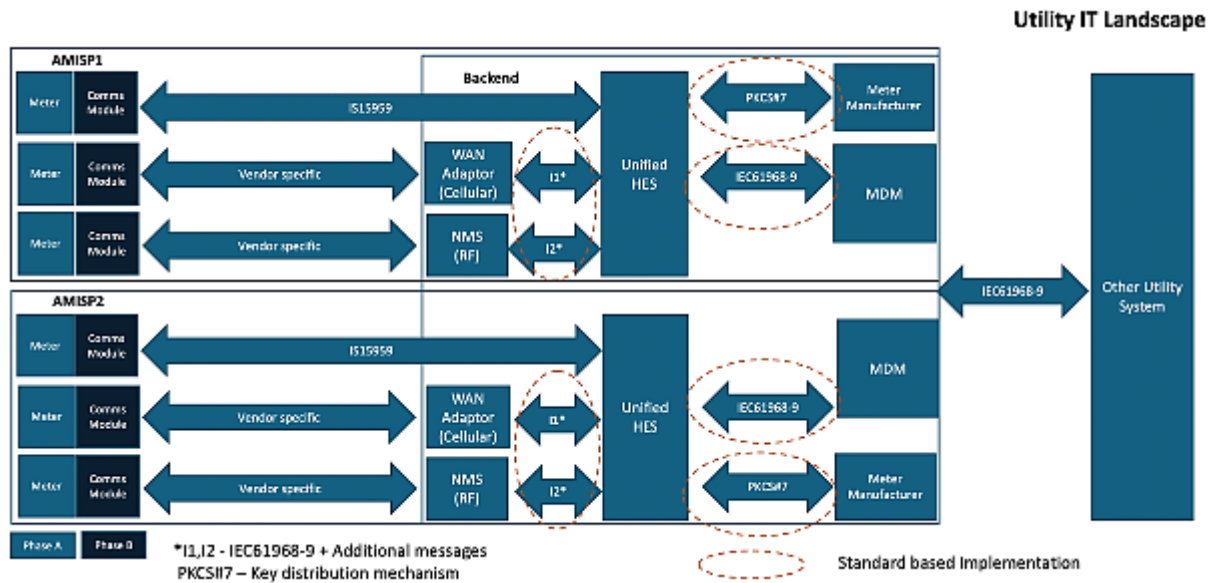 Utility IT Landscape
AMISP1
Backend
Meter
Comms
Module
IS15959
PKCS#7
Meter
Manufacturer
Meter
Comms
Module
Vendor specific
WAN
Adaptor
(Cellular)
I1*
Unified
HES
IEC61968-9
MDM
Meter
Comms
Module
Vendor specific
NMS
(RF)
I2*
AMISP2
IEC61968-9
Other Utility
System
Meter
Comms
Module
IS15959
MDM
Meter
Comms
Module
Vendor specific
WAN
Adaptor
(Cellular)
I1*
Unified
HES
IEC61968-9
Meter
Comms
Module
Vendor specific
NMS
(RF)
I2*
PKCS#7
Meter
Manufacturer
Phase A
Phase B
*I1,I2 - IEC61968-9 + Additional messages
PKCS#7 – Key distribution mechanism
Standard based Implementation